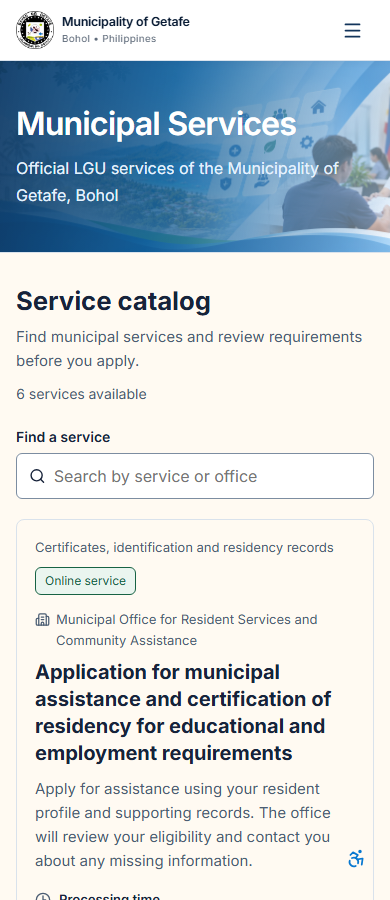 Municipality of Getafe
Bohol • Philippines
Municipal Services
Official LGU services of the Municipality of
Getafe, Bohol
Service catalog
Find municipal services and review requirements
before you apply.
6 services available
Find a service
Search by service or office
Certificates, identification and residency records
Online service
Municipal Office for Resident Services and
Community Assistance
Application for municipal
assistance and certification of
residency for educational and
employment requirements
Apply for assistance using your resident
profile and supporting records. The office
will review your eligibility and contact you
about any missing information.
Processing time